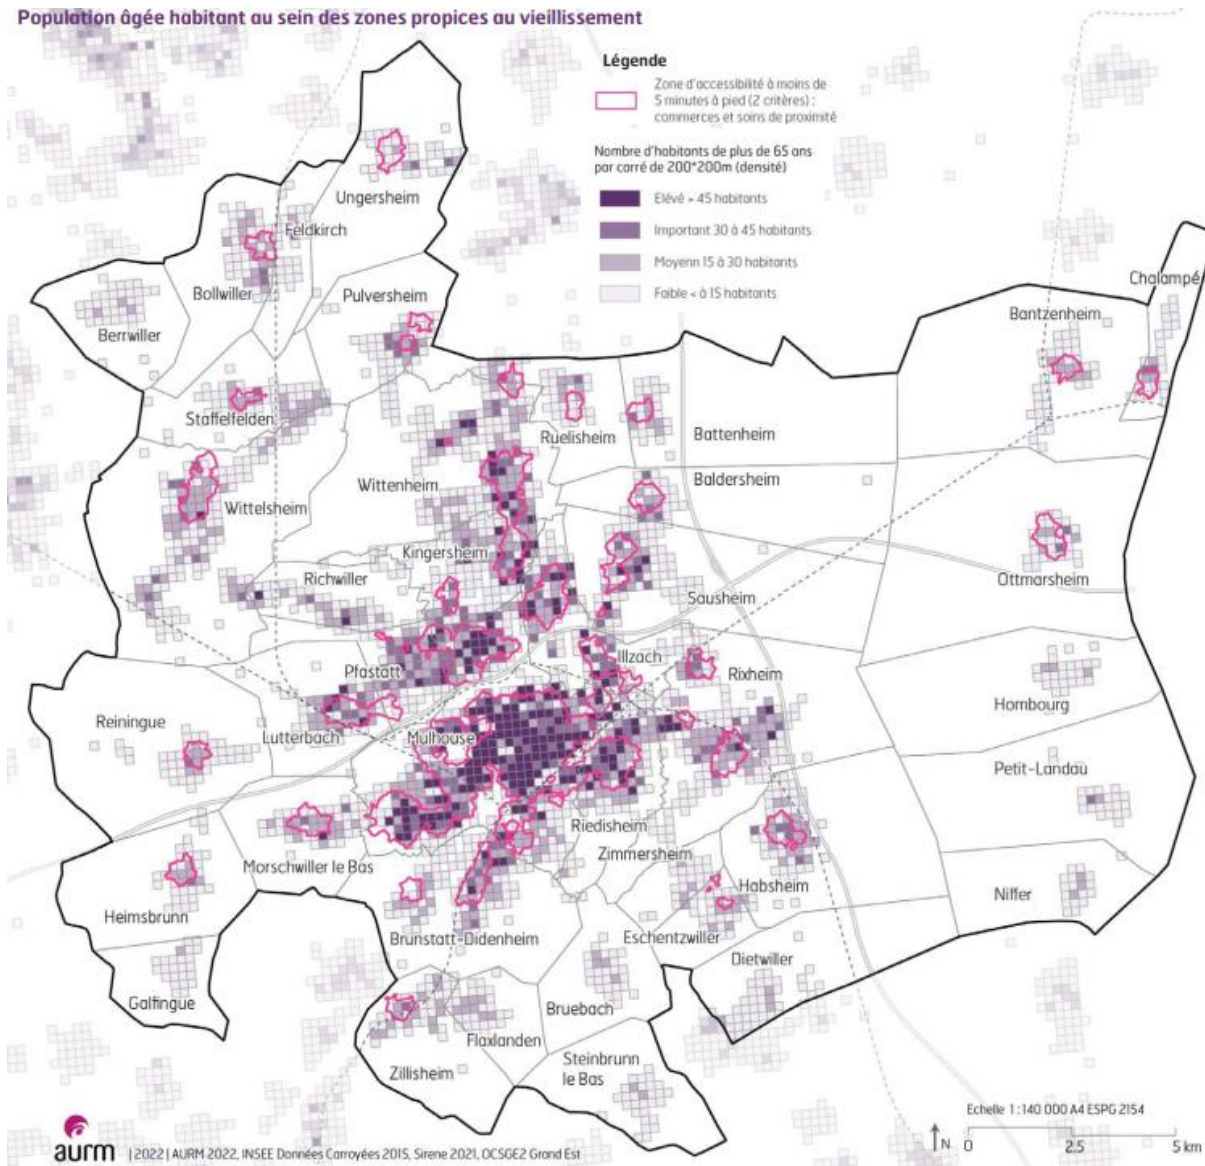 Population âgée habitant au sein des zones propices au vieillissement
Légende
Zone d'accessibilité à moins de
5 minutes à pied (2 critères) :
commerces et soins de proximité
Nombre d'habitants de plus de 65 ans
par carré de 200*200m (densité)
Elévé > 45 habitants
Important 30 à 45 habitants
Moyenn 15 à 30 habitants
Faible < à 15 habitants
Ungersheim
Feldkirch
Bollwiller
Pulversheim
Berrwiller
Chalampé
Bantzenheim
Staffelfelden
Ruelisheim
Battenheim
Wittenheim
Baldersheim
Wittelsheim
Kingersheim
Richwiller
Ottmarsheim
Sausheim
Illzach
Pfastatt
Rixheim
Hombourg
Reiningue
Lutterbach
Mulhouse
Petit-Landau
Riedisheim
Zimmersheim
Morschwiller le Bas
Habsheim
Niffer
Heimsbrunn
Brunstatt-Didenheim
Eschentzwiller
Dietwiller
Galfingue
Bruebach
Flaxlanden
Zillisheim
Steinbrunn
le Bas
Echelle 1 :140 000 A4 ESPG 2154
N
0 2.5 5 km
aurm | 2022 | AURM 2022, INSEE Données Carroyées 2015, Sirene 2021, OCSGE2 Grand Est